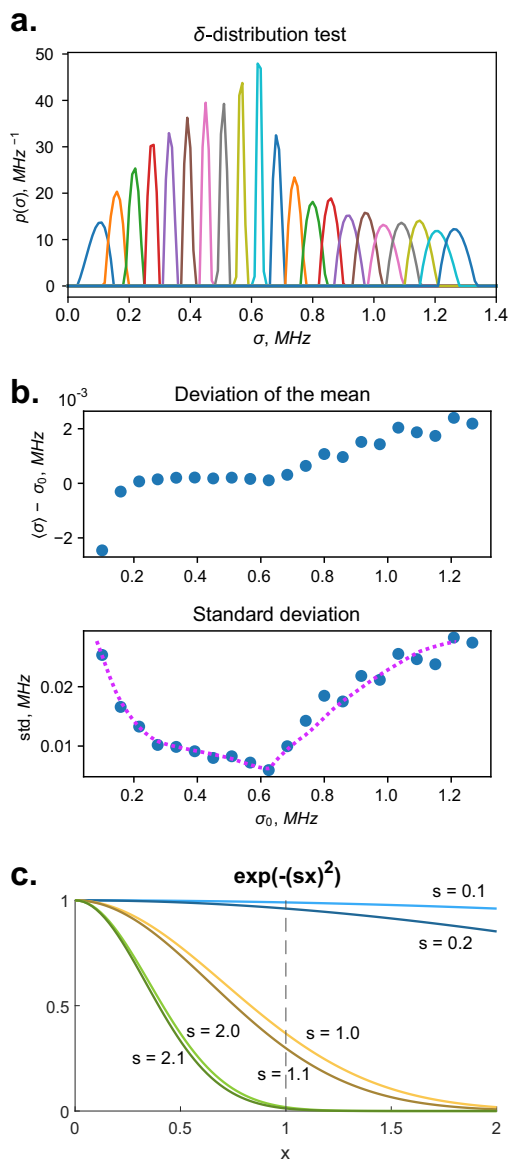 a.
δ-distribution test
p(σ), MHz⁻¹
50
40
30
20
10
0
0.0 0.2 0.4 0.6 0.8 1.0 1.2 1.4
σ, MHz
b.
10⁻³
Deviation of the mean
⟨σ⟩ − σ₀, MHz
2
0
−2
0.2 0.4 0.6 0.8 1.0 1.2
Standard deviation
std, MHz
0.02
0.01
0.2 0.4 0.6 0.8 1.0 1.2
σ₀, MHz
c.
exp(-(sx)²)
1
0.5
0
s = 0.1
s = 0.2
s = 2.0
s = 1.0
s = 2.1
s = 1.1
0 0.5 1 1.5 2
x